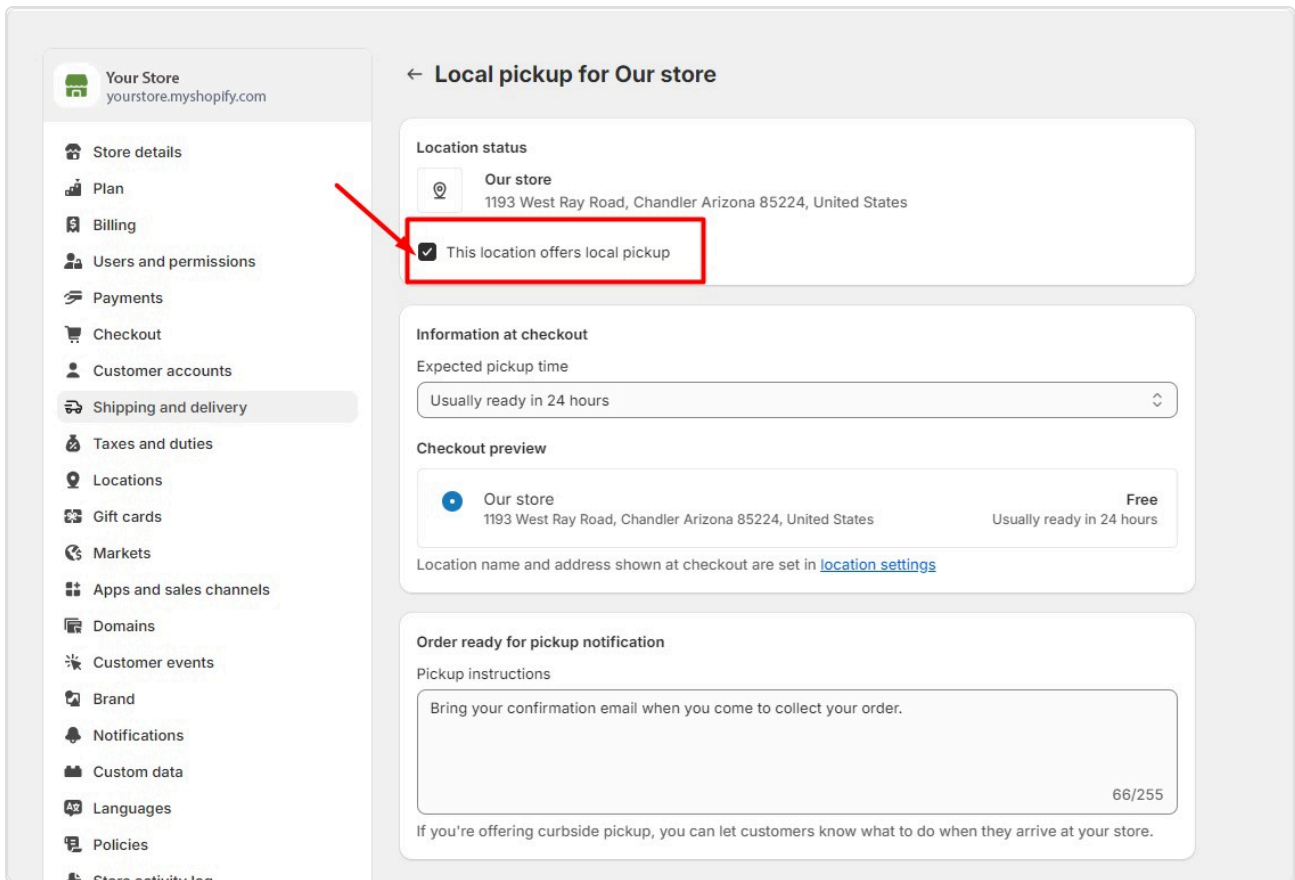 Your Store
yourstore.myshopify.com
Store details
Plan
Billing
Users and permissions
Payments
Checkout
Customer accounts
Shipping and delivery
Taxes and duties
Locations
Gift cards
Markets
Apps and sales channels
Domains
Customer events
Brand
Notifications
Custom data
Languages
Policies
Store activity log
← Local pickup for Our store
Location status
Our store
1193 West Ray Road, Chandler Arizona 85224, United States
This location offers local pickup
Information at checkout
Expected pickup time
Usually ready in 24 hours
Checkout preview
Our store Free
1193 West Ray Road, Chandler Arizona 85224, United States Usually ready in 24 hours
Location name and address shown at checkout are set in location settings
Order ready for pickup notification
Pickup instructions
Bring your confirmation email when you come to collect your order.
66/255
If you're offering curbside pickup, you can let customers know what to do when they arrive at your store.